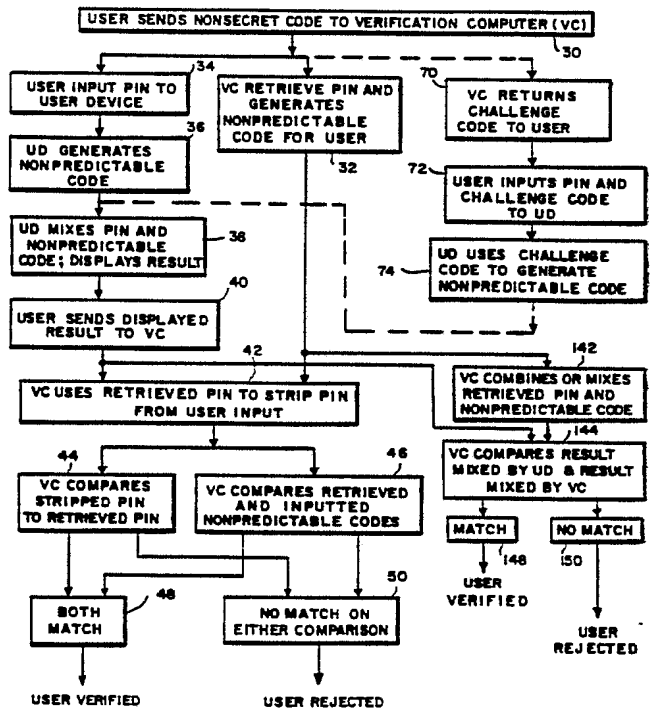 USER SENDS NONSECRET CODE TO VERIFICATION COMPUTER (VC)
30
34
USER INPUT PIN TO
USER DEVICE
VC RETRIEVE PIN AND
GENERATES
NONPREDICTABLE
CODE FOR USER
32
70
VC RETURNS
CHALLENGE
CODE TO USER
36
UD GENERATES
NONPREDICTABLE
CODE
72
USER INPUTS PIN AND
CHALLENGE CODE
TO UD
UD MIXES PIN AND
NONPREDICTABLE
CODE; DISPLAYS RESULT
38
74
UD USES CHALLENGE
CODE TO GENERATE
NONPREDICTABLE CODE
40
USER SENDS DISPLAYED
RESULT TO VC
42
VC USES RETRIEVED PIN TO STRIP PIN
FROM USER INPUT
142
VC COMBINES OR MIXES
RETRIEVED PIN AND
NONPREDICTABLE CODE
144
VC COMPARES RESULT
MIXED BY UD & RESULT
MIXED BY VC
44
VC COMPARES
STRIPPED PIN
TO RETRIEVED PIN
46
VC COMPARES RETRIEVED
AND INPUTTED
NONPREDICTABLE CODES
MATCH
148
NO MATCH
150
USER
VERIFIED
USER
REJECTED
48
BOTH
MATCH
50
NO MATCH ON
EITHER COMPARISON
USER VERIFIED
USER REJECTED